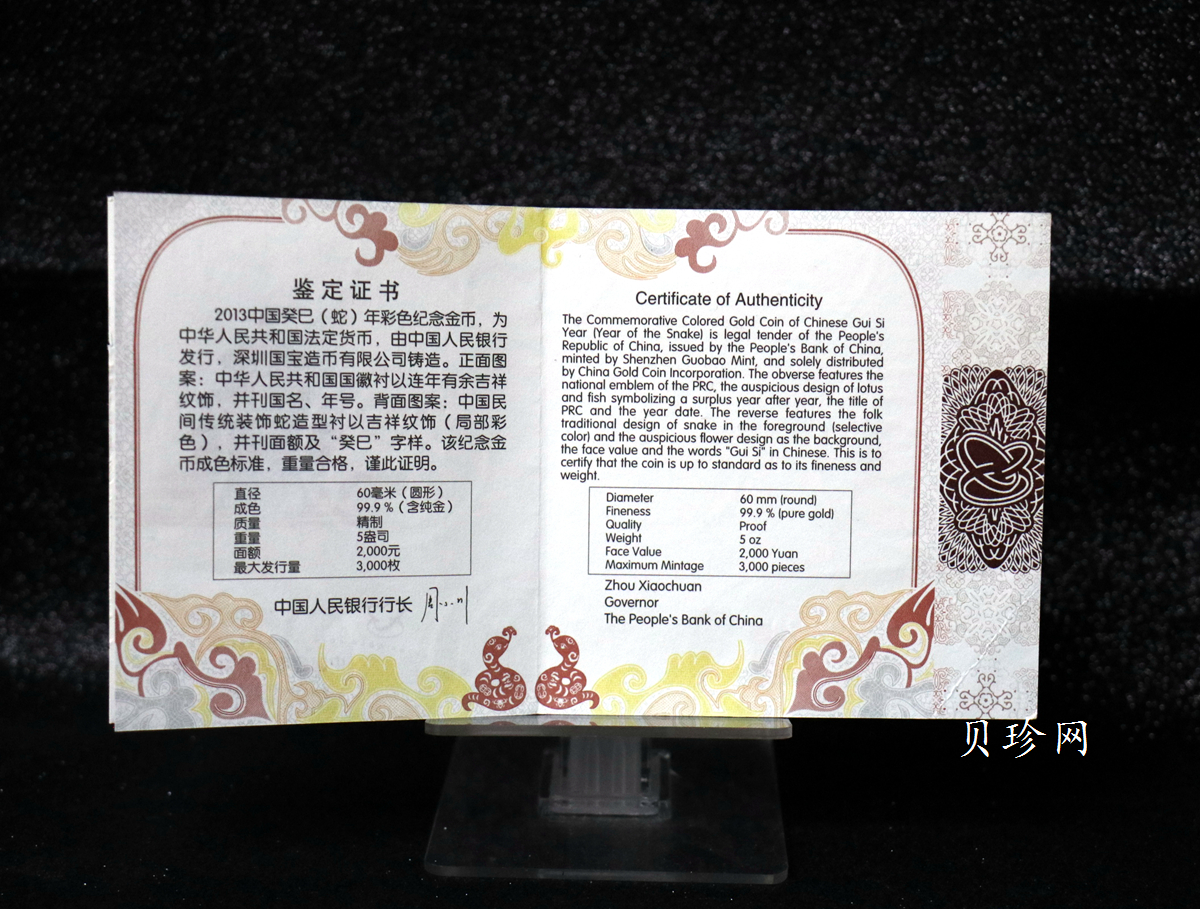 鉴定证书
2013中国癸巳（蛇）年彩色纪念金币，为
中华人民共和国法定货币，由中国人民银行
发行，深圳国宝造币有限公司铸造。正面图
案：中华人民共和国国徽衬以连年有余吉祥
纹饰，并刊国名、年号。背面图案：中国民
间传统装饰蛇造型衬以吉祥纹饰（局部彩
色），并刊面额及“癸巳”字样。该纪念金
币成色标准，重量合格，谨此证明。
直径 60毫米（圆形）
成色 99.9％（含纯金）
质量 精制
重量 5盎司
面额 2,000元
最大发行量 3,000枚
中国人民银行行长
Certificate of Authenticity
The Commemorative Colored Gold Coin of Chinese Gui Si
Year (Year of the Snake) is legal tender of the People's
Republic of China, issued by the People's Bank of China,
minted by Shenzhen Guobao Mint, and solely distributed
by China Gold Coin Incorporation. The obverse features the
national emblem of the PRC, the auspicious design of lotus
and fish symbolizing a surplus year after year, the title of
PRC and the year date. The reverse features the folk
traditional design of snake in the foreground (selective
color) and the auspicious flower design as the background,
the face value and the words "Gui Si" in Chinese. This is to
certify that the coin is up to standard as to its fineness and
weight.
Diameter 60 mm (round)
Fineness 99.9 % (pure gold)
Quality Proof
Weight 5 oz
Face Value 2,000 Yuan
Maximum Mintage 3,000 pieces
Zhou Xiaochuan
Governor
The People's Bank of China
贝珍网